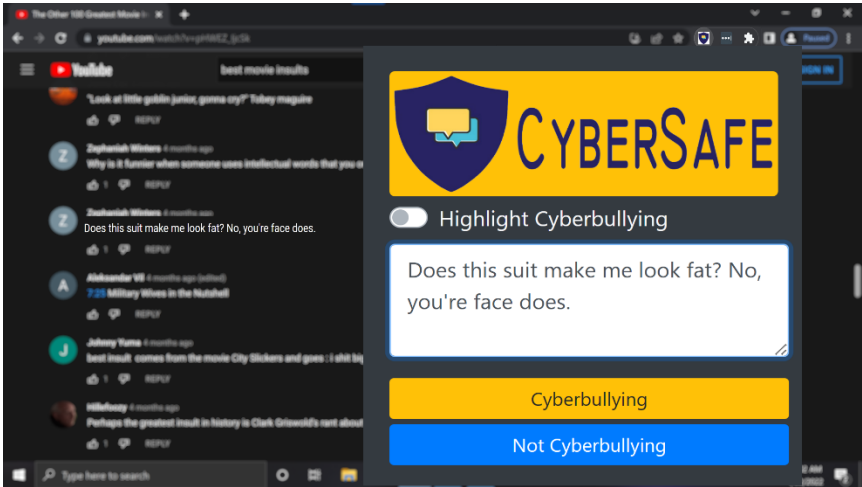 The Other 100 Greatest Movie I
youtube.com/watch?v=pHWEZ_ljcSk
Paused
YouTube
best movie insults
SIGN IN
"Look at little goblin junior, gonna cry?" Tobey maguire
REPLY
Zephaniah Winters 4 months ago
Why is it funnier when someone uses intellectual words that you
1 REPLY
Zephaniah Winters 4 months ago
Does this suit make me look fat? No, you're face does.
1 REPLY
Aleksander Vil 4 months ago (edited)
7:25 Military Wives in the Nutshell
REPLY
Johnny Yuma 4 months ago
best insult comes from the movie City Slickers and goes : i shit big
1 REPLY
4 months ago
Perhaps the greatest insult in history is Clark Griswold's rant about
6 REPLY
Type here to search
CYBERSAFE
Highlight Cyberbullying
Does this suit make me look fat? No,
you're face does.
Cyberbullying
Not Cyberbullying